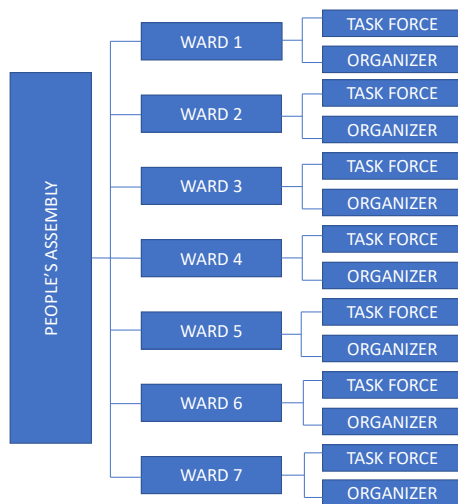 PEOPLE'S ASSEMBLY
WARD 1
TASK FORCE
ORGANIZER
WARD 2
TASK FORCE
ORGANIZER
WARD 3
TASK FORCE
ORGANIZER
WARD 4
TASK FORCE
ORGANIZER
WARD 5
TASK FORCE
ORGANIZER
WARD 6
TASK FORCE
ORGANIZER
WARD 7
TASK FORCE
ORGANIZER